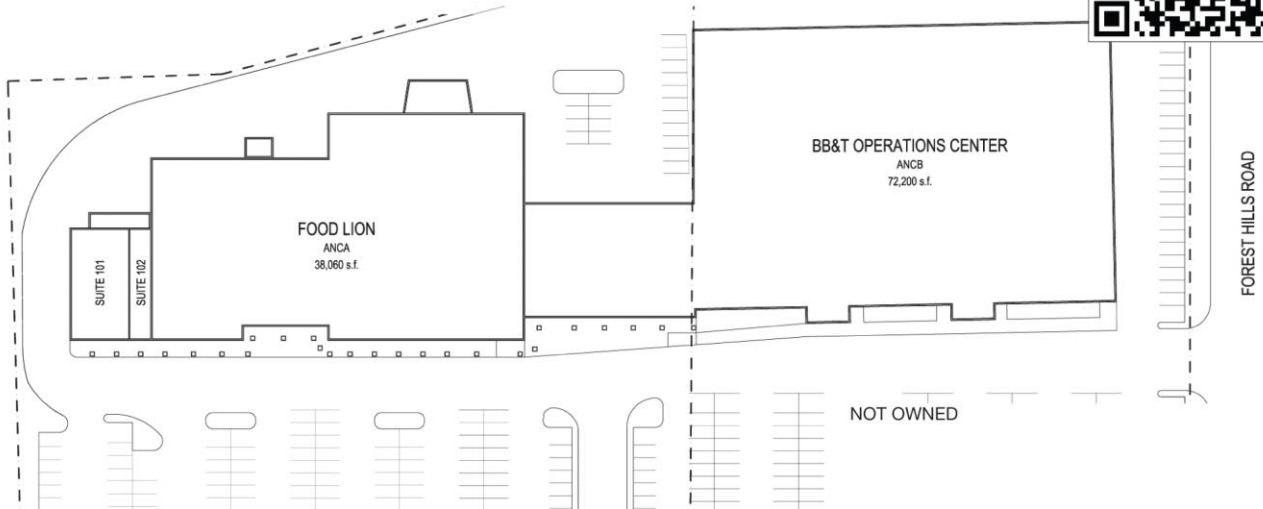 BB&T OPERATIONS CENTER
ANCB
72,200 s.f.
FOREST HILLS ROAD
FOOD LION
ANCA
38,060 s.f.
SUITE 101
SUITE 102
NOT OWNED